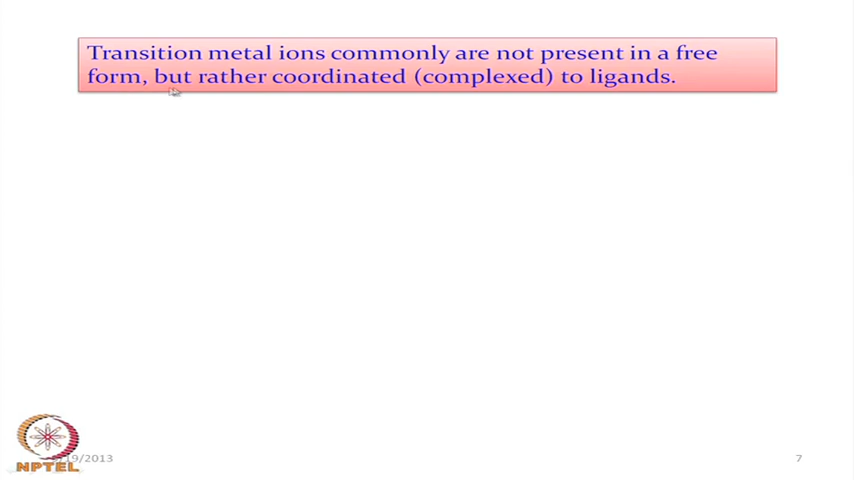 Transition metal ions commonly are not present in a free
form, but rather coordinated (complexed) to ligands.
NPTEL
/19/2013
7